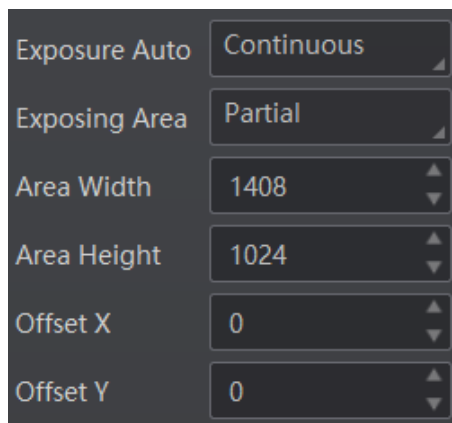 Exposure Auto Continuous
Exposing Area Partial
Area Width 1408
Area Height 1024
Offset X 0
Offset Y 0